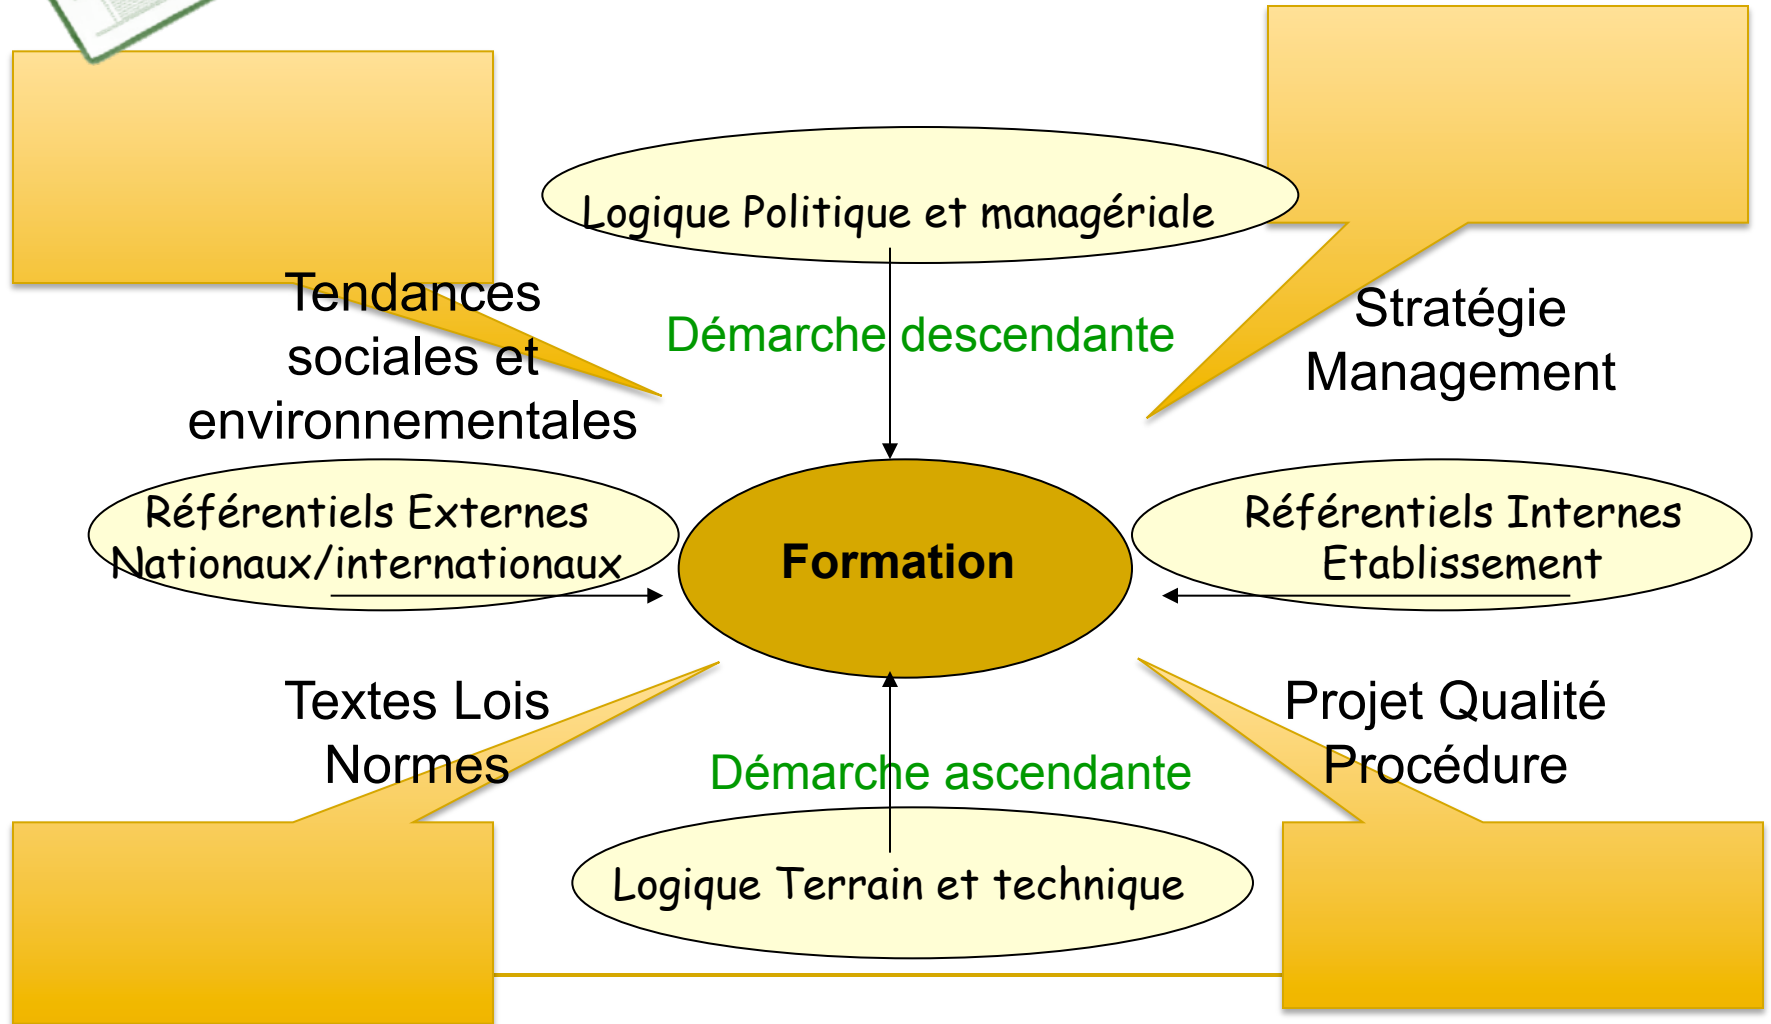 Logique Politique et managériale
Tendances
sociales et
environnementales
Démarche descendante
Stratégie
Management
Référentiels Externes
Nationaux/internationaux
Formation
Référentiels Internes
Etablissement
Textes Lois
Normes
Démarche ascendante
Projet Qualité
Procédure
Logique Terrain et technique